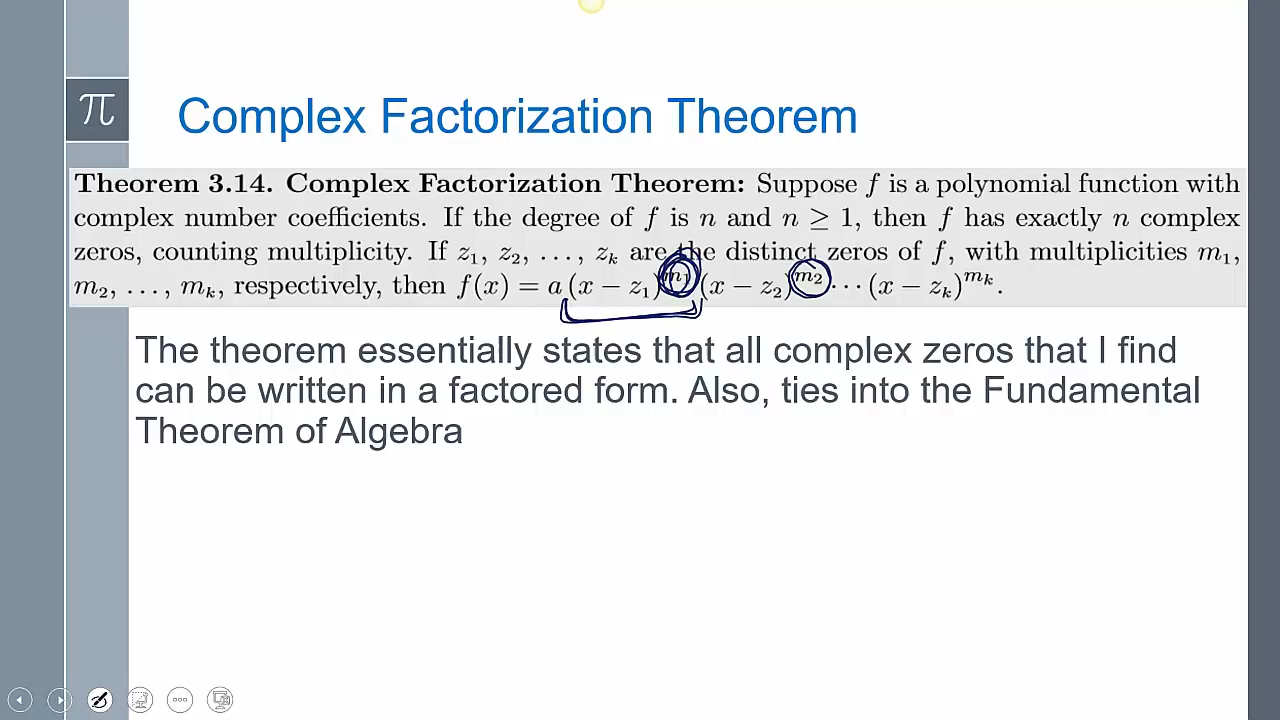 π
Complex Factorization Theorem
Theorem 3.14. Complex Factorization Theorem: Suppose f is a polynomial function with
complex number coefficients. If the degree of f is n and n ≥ 1, then f has exactly n complex
zeros, counting multiplicity. If z₁, z₂, …, zₖ are the distinct zeros of f, with multiplicities m₁,
m₂, …, mₖ, respectively, then f(x) = a (x − z₁)^m₁ (x − z₂)^m₂ ⋯ (x − zₖ)^mₖ.
The theorem essentially states that all complex zeros that I find
can be written in a factored form. Also, ties into the Fundamental
Theorem of Algebra